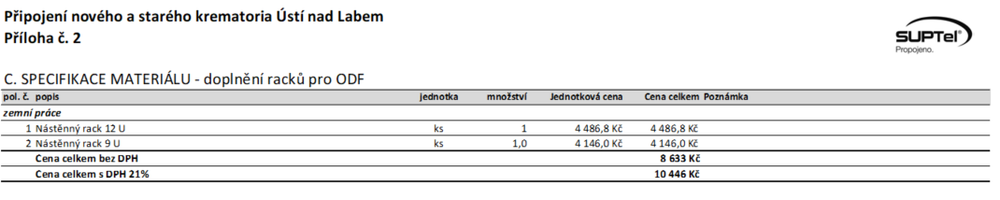 Připojení nového a starého krematoria Ústí nad Labem
Příloha č. 2
SUPTel®
Propojeno.
C. SPECIFIKACE MATERIÁLU - doplnění racků pro ODF
pol. č. popis jednotka množství Jednotková cena Cena celkem Poznámka
zemní práce
1 Nástěnný rack 12 U ks 1 4 486,8 Kč 4 486,8 Kč
2 Nástěnný rack 9 U ks 1,0 4 146,0 Kč 4 146,0 Kč
Cena celkem bez DPH 8 633 Kč
Cena celkem s DPH 21% 10 446 Kč